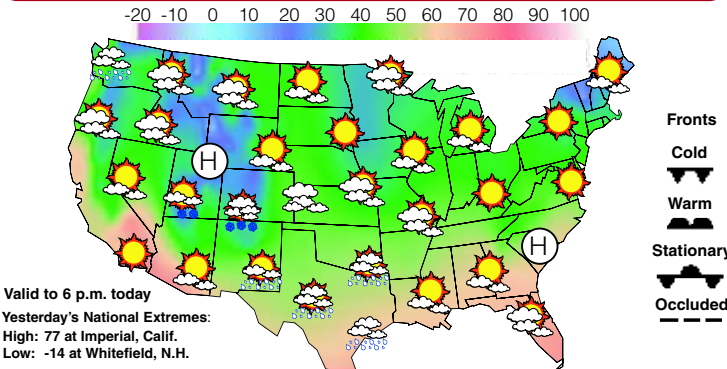 -20 -10 0 10 20 30 40 50 60 70 80 90 100
H
H
Fronts
Cold
Warm
Stationary
Occluded
Valid to 6 p.m. today
Yesterday's National Extremes:
High: 77 at Imperial, Calif.
Low: -14 at Whitefield, N.H.